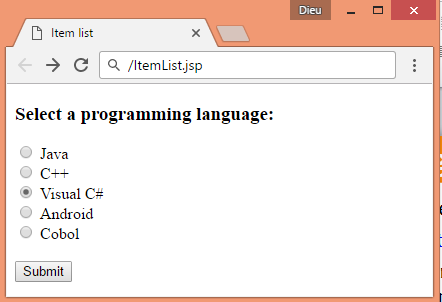 Dieu
Item list
/ItemList.jsp
Select a programming language:
Java
C++
Visual C#
Android
Cobol
Submit